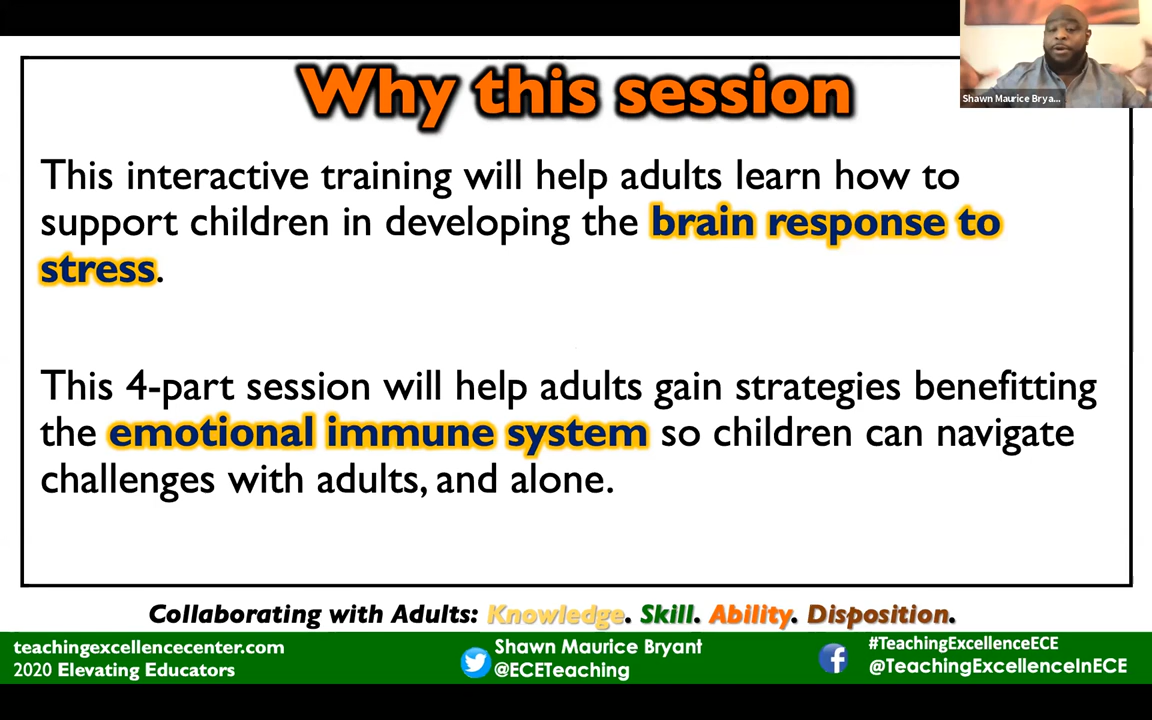 Why this session
Shawn Maurice Brya...
This interactive training will help adults learn how to
support children in developing the brain response to
stress.
This 4-part session will help adults gain strategies benefitting
the emotional immune system so children can navigate
challenges with adults, and alone.
Collaborating with Adults: Knowledge. Skill. Ability. Disposition.
teachingexcellencecenter.com
2020 Elevating Educators
Shawn Maurice Bryant
@ECETeaching
#TeachingExcellenceECE
@TeachingExcellenceInECE